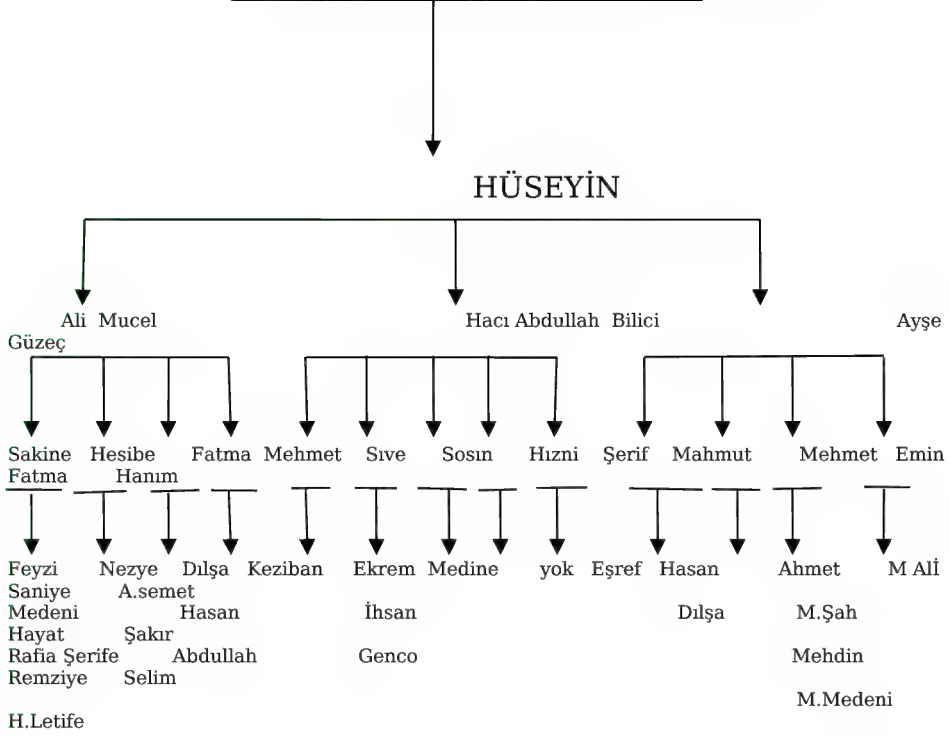 HÜSEYİN
Ali Mucel Hacı Abdullah Bilici Ayşe
Güzeç
Sakine Hesibe Fatma Mehmet Sıve Sosın Hızni Şerif Mahmut Mehmet Emin
Fatma Hanım
Feyzi Nezye Dılşa Keziban Ekrem Medine yok Eşref Hasan Ahmet M Alİ
Saniye A.semet
Medeni Hasan İhsan Dılşa M.Şah
Hayat Şakır
Rafia Şerife Abdullah Genco Mehdin
Remziye Selim
M.Medeni
H.Letife